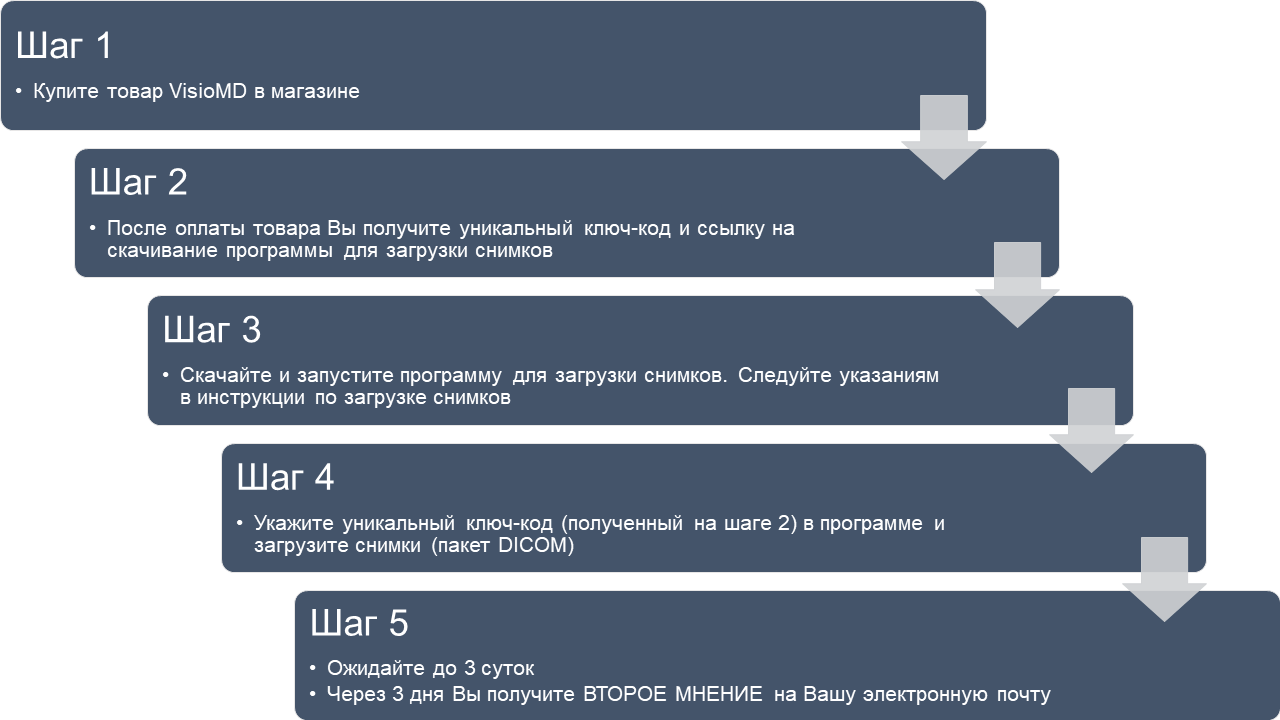 Шаг 1
• Купите товар VisioMD в магазине
Шаг 2
• После оплаты товара Вы получите уникальный ключ-код и ссылку на
скачивание программы для загрузки снимков
Шаг 3
• Скачайте и запустите программу для загрузки снимков. Следуйте указаниям
в инструкции по загрузке снимков
Шаг 4
• Укажите уникальный ключ-код (полученный на шаге 2) в программе и
загрузите снимки (пакет DICOM)
Шаг 5
• Ожидайте до 3 суток
• Через 3 дня Вы получите ВТОРОЕ МНЕНИЕ на Вашу электронную почту